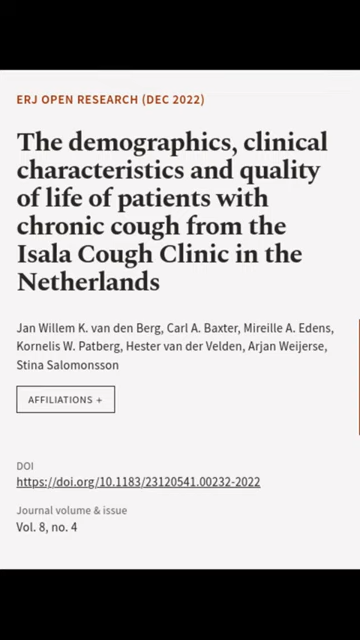 ERJ OPEN RESEARCH (DEC 2022)
The demographics, clinical
characteristics and quality
of life of patients with
chronic cough from the
Isala Cough Clinic in the
Netherlands
Jan Willem K. van den Berg, Carl A. Baxter, Mireille A. Edens,
Kornelis W. Patberg, Hester van der Velden, Arjan Weijerse,
Stina Salomonsson
AFFILIATIONS +
DOI
https://doi.org/10.1183/23120541.00232-2022
Journal volume & issue
Vol. 8, no. 4